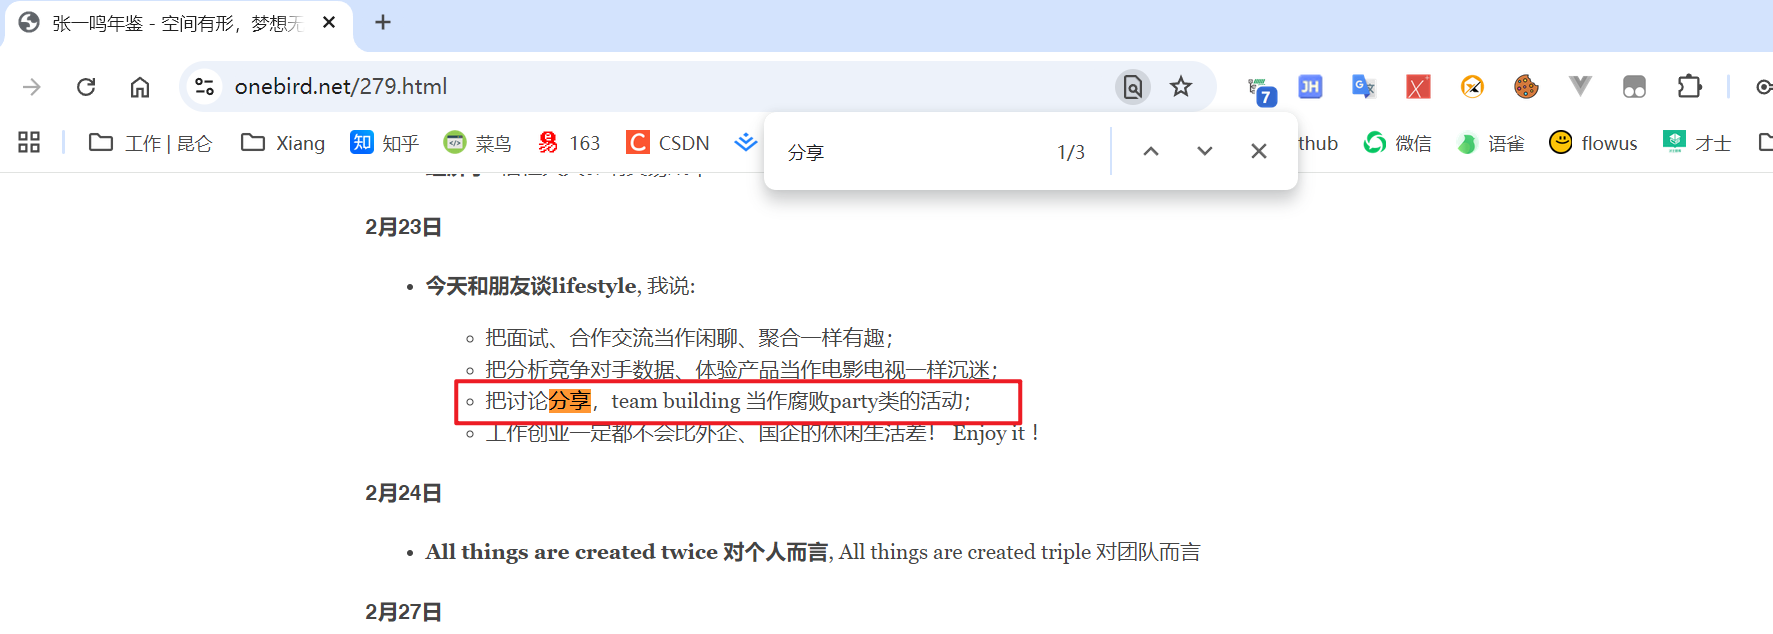 张一鸣年鉴 - 空间有形，梦想无
onebird.net/279.html
7
JH
工作 | 昆仑
Xiang
知 知乎
菜鸟
163
C CSDN
分享
1/3
thub
微信
语雀
flowus
才士
2月23日
• 今天和朋友谈lifestyle, 我说:
◦ 把面试、合作交流当作闲聊、聚合一样有趣；
◦ 把分析竞争对手数据、体验产品当作电影电视一样沉迷；
◦ 把讨论分享，team building 当作腐败party类的活动；
◦ 工作创业一定都不会比外企、国企的休闲生活差！ Enjoy it！
2月24日
• All things are created twice 对个人而言, All things are created triple 对团队而言
2月27日